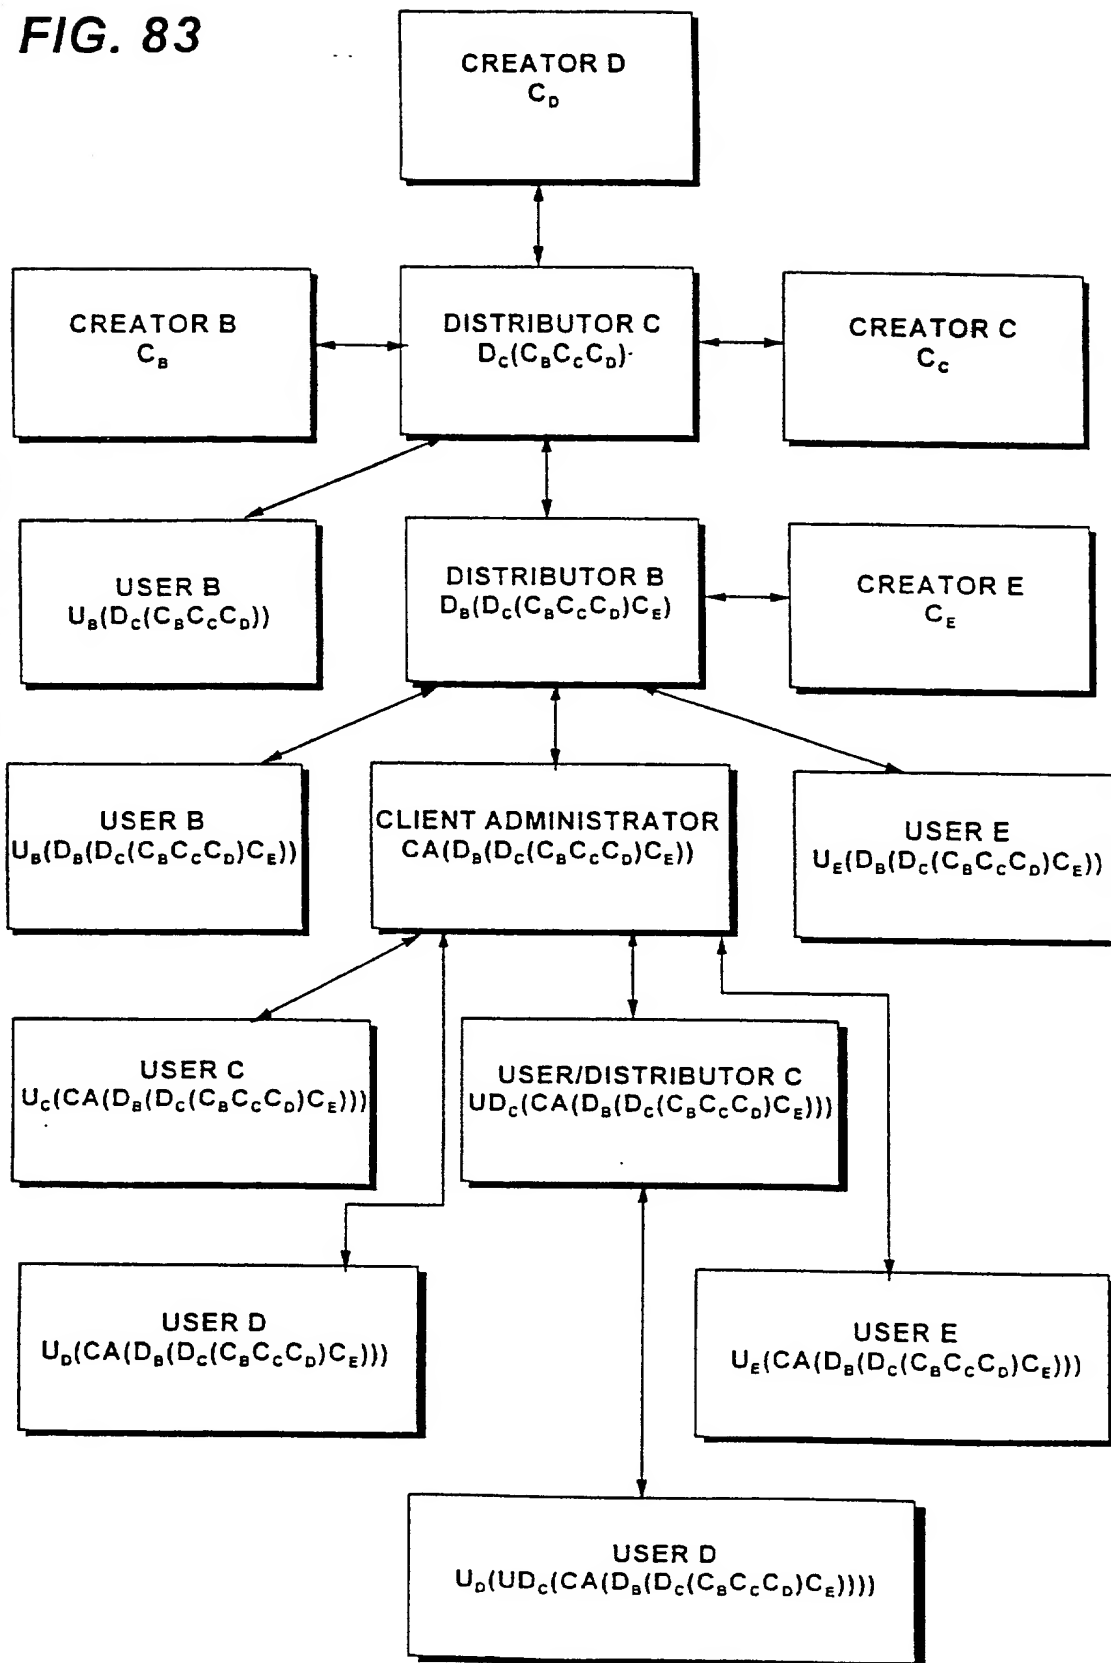 FIG. 83
CREATOR D
C_D
CREATOR B
C_B
DISTRIBUTOR C
D_C(C_BC_CC_D)
CREATOR C
C_C
USER B
U_B(D_C(C_BC_CC_D))
DISTRIBUTOR B
D_B(D_C(C_BC_CC_D)C_E)
CREATOR E
C_E
USER B
U_B(D_B(D_C(C_BC_CC_D)C_E))
CLIENT ADMINISTRATOR
CA(D_B(D_C(C_BC_CC_D)C_E))
USER E
U_E(D_B(D_C(C_BC_CC_D)C_E))
USER C
U_C(CA(D_B(D_C(C_BC_CC_D)C_E)))
USER/DISTRIBUTOR C
UD_C(CA(D_B(D_C(C_BC_CC_D)C_E)))
USER D
U_D(CA(D_B(D_C(C_BC_CC_D)C_E)))
USER E
U_E(CA(D_B(D_C(C_BC_CC_D)C_E)))
USER D
U_D(UD_C(CA(D_B(D_C(C_BC_CC_D)C_E))))